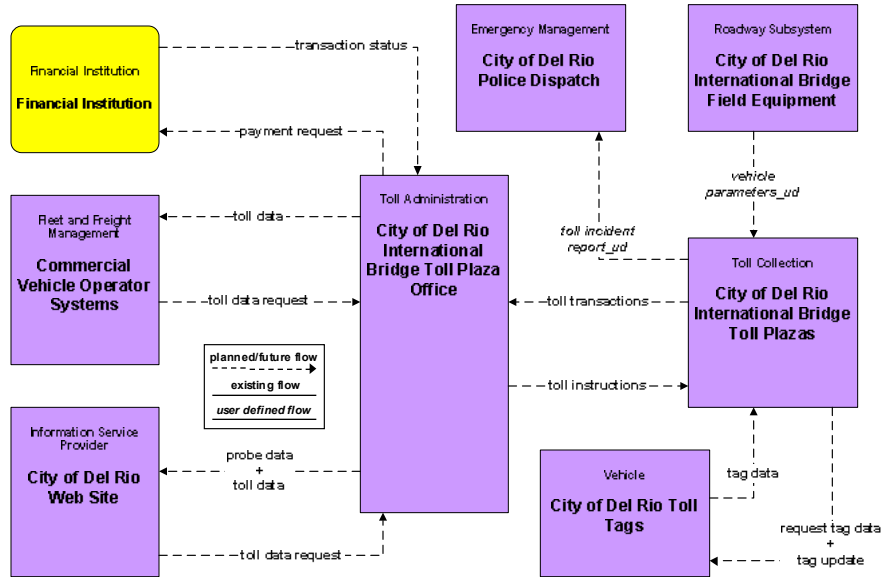 Financial Institution
Financial Institution
transaction status
payment request
Emergency Management
City of Del Rio
Police Dispatch
Roadway Subsystem
City of Del Rio
International Bridge
Field Equipment
vehicle
parameters_ud
toll incident
report_ud
Fleet and Freight
Management
Commercial
Vehicle Operator
Systems
toll data
toll data request
Toll Administration
City of Del Rio
International
Bridge Toll Plaza
Office
toll transactions
toll instructions
Toll Collection
City of Del Rio
International Bridge
Toll Plazas
planned/future flow
existing flow
user defined flow
Information Service
Provider
City of Del Rio
Web Site
probe data
+
toll data
toll data request
Vehicle
City of Del Rio Toll
Tags
tag data
request tag data
+
tag update